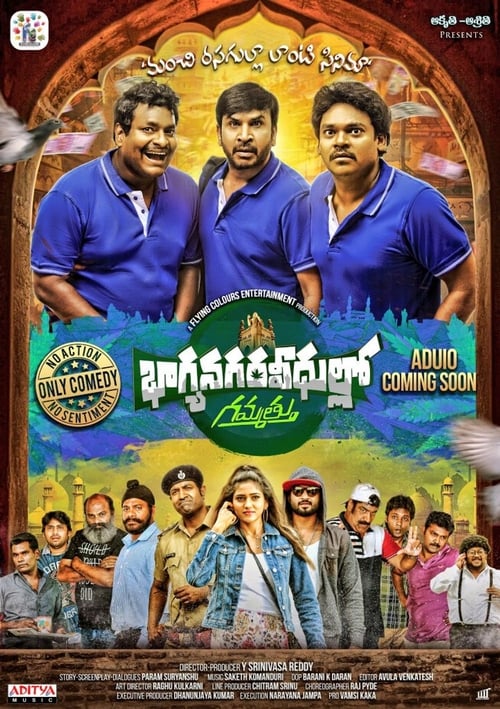 ఆకృతి - ఆశ్రితి
PRESENTS
'మంచి రసగుల్లా లాంటి సినిమా'
A FLYING COLOURS ENTERTAINMENT PRODUCTION
NO ACTION
ONLY COMEDY
NO SENTIMENT
భాగ్యనగరవీధుల్లో
గమ్మత్తు
ADUIO
COMING SOON
DIRECTOR-PRODUCER Y SRINIVASA REDDY
STORY-SCREENPLAY-DIALOGUES PARAM SURYANSHU MUSIC SAKETH KOMANDURI DOP BARANI K DARAN EDITOR AVULA VENKATESH
ART DIRECTOR RAGHU KULKARNI LINE PRODUCER CHITRAM SRINU CHOREOGRAPHER RAJ PYDE
EXECUTIVE PRODUCER DHANUNJAYA KUMAR EXECUTION NARAYANA JAMPA PRO VAMSI KAKA
ADITYA
MUSIC